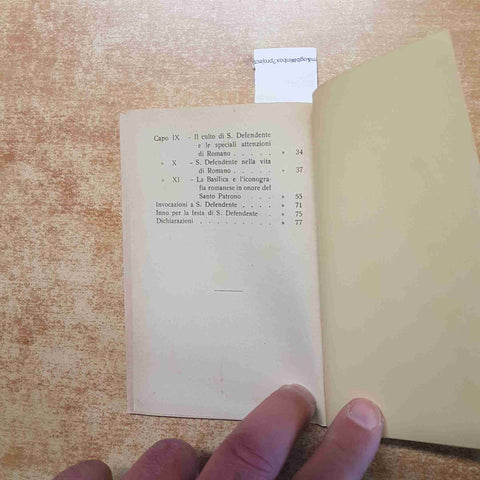 Capo IX - Il culto di S. Defendente
e le speciali attenzioni
di Romano . . . . . » 34
» X - S. Defendente nella vita
di Romano . . . . . » 37
» XI - La Basilica e l'iconogra-
fia romanese in onore del
Santo Patrono . . . . » 55
Invocazioni a S. Defendente . . . . » 71
Inno per la festa di S. Defendente . » 75
Dichiarazioni . . . . . . . » 77